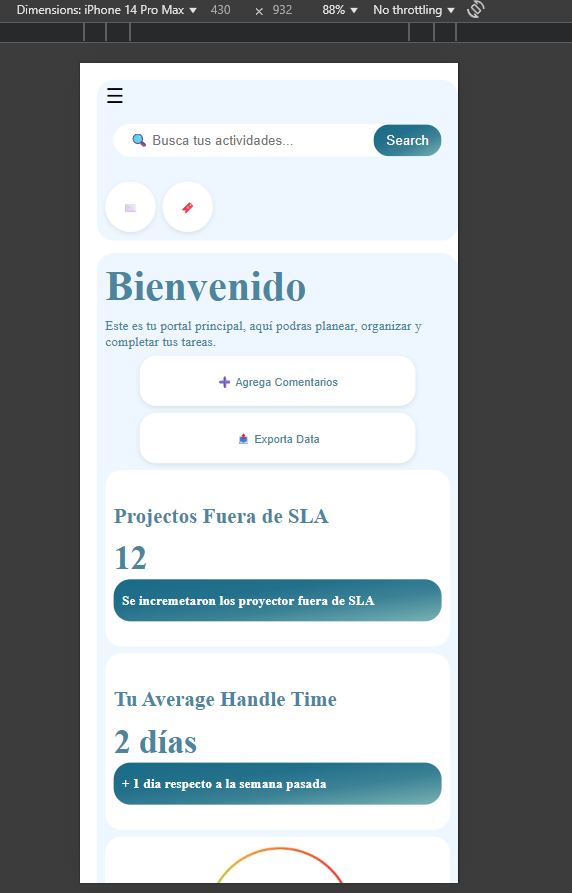 Dimensions: iPhone 14 Pro Max ▼ 430 × 932 88% ▼ No throttling ▼
☰
🔍 Busca tus actividades... Search
Bienvenido
Este es tu portal principal, aquí podras planear, organizar y
completar tus tareas.
➕ Agrega Comentarios
📤 Exporta Data
Projectos Fuera de SLA
12
Se incremetaron los proyector fuera de SLA
Tu Average Handle Time
2 días
+ 1 dia respecto a la semana pasada